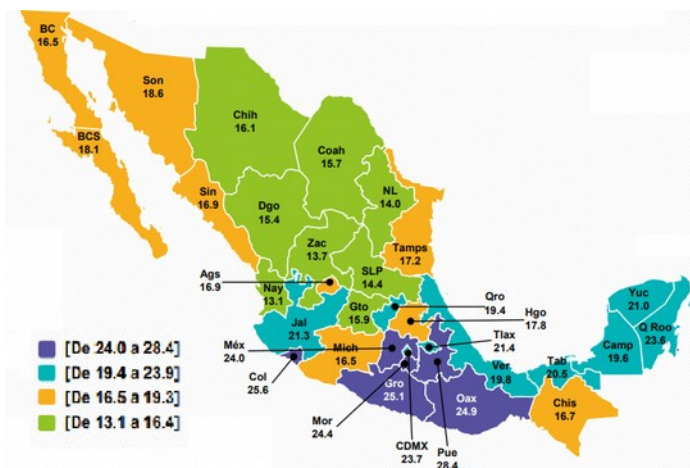 BC
16.5
Son
18.6
Chih
16.1
BCS
18.1
Coah
15.7
Sin
16.9
NL
14.0
Dgo
15.4
Zac
13.7
Tamps
17.2
Ags
16.9
SLP
14.4
Nay
13.1
Gto
15.9
Qro
19.4
Yuc
21.0
Hgo
17.8
Jal
21.3
Q Roo
23.6
Méx
24.0
Mich
16.5
Tlax
21.4
Camp
19.6
Col
25.6
Ver
19.8
Tab
20.5
Gro
25.1
Oax
24.9
Chis
16.7
Mor
24.4
CDMX
23.7
Pue
28.4
[De 24.0 a 28.4]
[De 19.4 a 23.9]
[De 16.5 a 19.3]
[De 13.1 a 16.4]